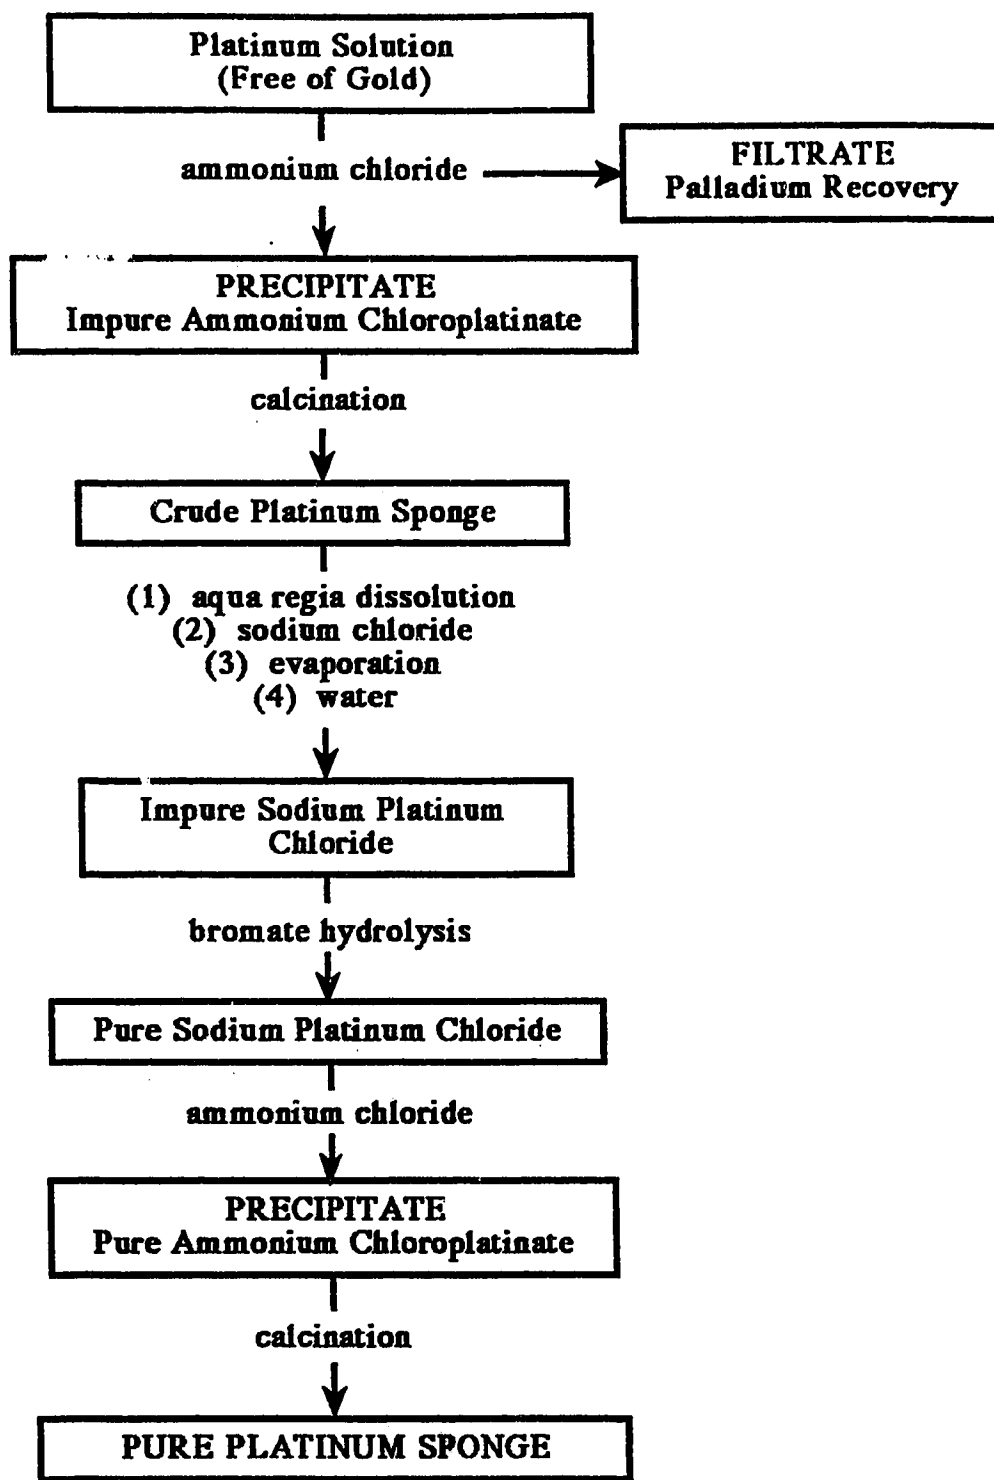 Platinum Solution
(Free of Gold)
ammonium chloride
FILTRATE
Palladium Recovery
PRECIPITATE
Impure Ammonium Chloroplatinate
calcination
Crude Platinum Sponge
(1) aqua regia dissolution
(2) sodium chloride
(3) evaporation
(4) water
Impure Sodium Platinum
Chloride
bromate hydrolysis
Pure Sodium Platinum Chloride
ammonium chloride
PRECIPITATE
Pure Ammonium Chloroplatinate
calcination
PURE PLATINUM SPONGE